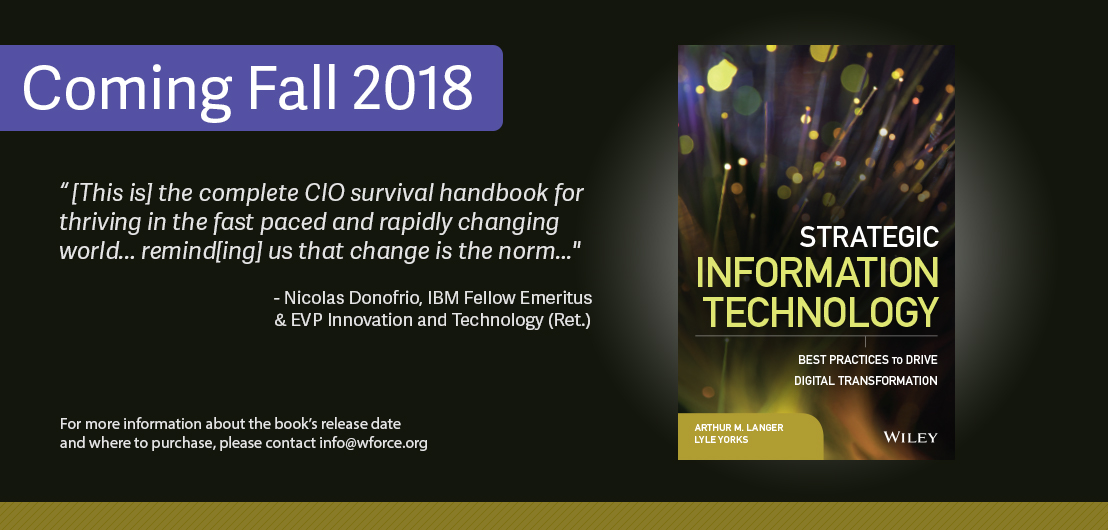 Coming Fall 2018
“ [This is] the complete CIO survival handbook for
thriving in the fast paced and rapidly changing
world... remind[ing] us that change is the norm..."
- Nicolas Donofrio, IBM Fellow Emeritus
& EVP Innovation and Technology (Ret.)
For more information about the book’s release date
and where to purchase, please contact info@wforce.org
STRATEGIC
INFORMATION
TECHNOLOGY
BEST PRACTICES TO DRIVE
DIGITAL TRANSFORMATION
ARTHUR M. LANGER
LYLE YORKS
WILEY